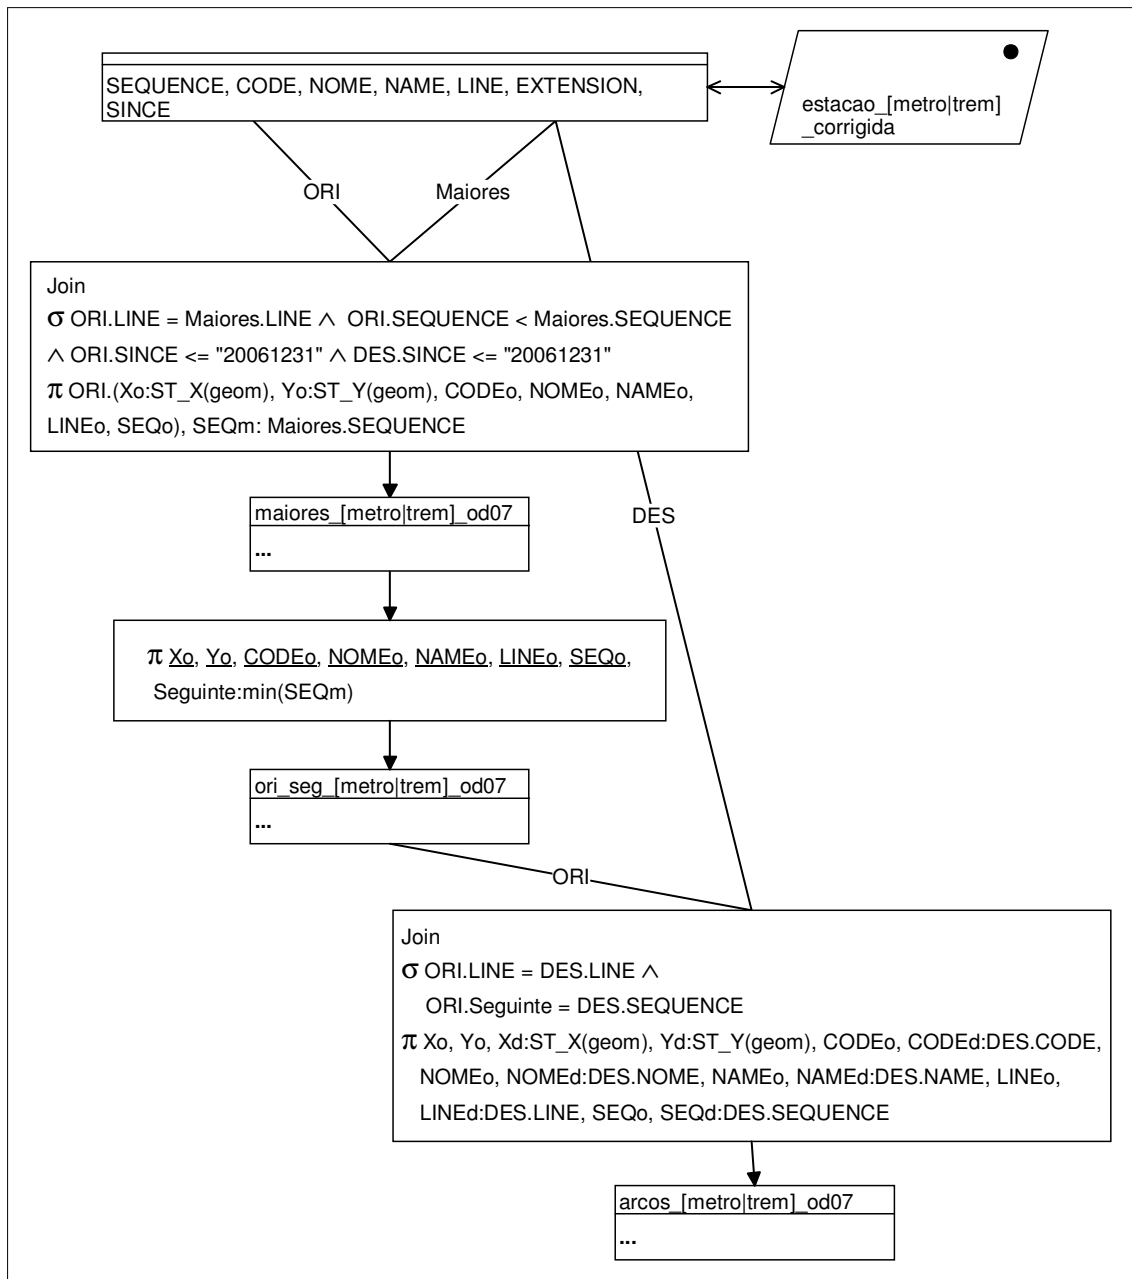 SEQUENCE, CODE, NOME, NAME, LINE, EXTENSION,
SINCE
estacao_[metro|trem]
_corrigida
ORI
Maiores
Join
σ ORI.LINE = Maiores.LINE ∧ ORI.SEQUENCE < Maiores.SEQUENCE
∧ ORI.SINCE <= "20061231" ∧ DES.SINCE <= "20061231"
π ORI.(Xo:ST_X(geom), Yo:ST_Y(geom), CODEo, NOMEo, NAMEo,
LINEo, SEQo), SEQm: Maiores.SEQUENCE
maiores_[metro|trem]_od07
...
DES
π Xo, Yo, CODEo, NOMEo, NAMEo, LINEo, SEQo,
Seguinte:min(SEQm)
ori_seg_[metro|trem]_od07
...
ORI
Join
σ ORI.LINE = DES.LINE ∧
ORI.Seguinte = DES.SEQUENCE
π Xo, Yo, Xd:ST_X(geom), Yd:ST_Y(geom), CODEo, CODEd:DES.CODE,
NOMEo, NOMEd:DES.NOME, NAMEo, NAMEd:DES.NAME, LINEo,
LINEd:DES.LINE, SEQo, SEQd:DES.SEQUENCE
arcos_[metro|trem]_od07
...